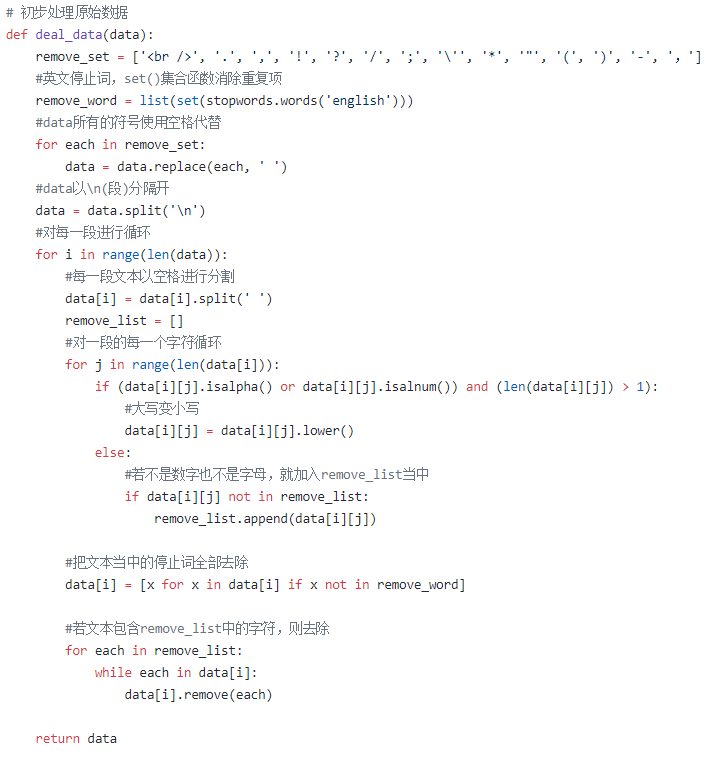 # 初步处理原始数据
def deal_data(data):
    remove_set = ['<br />', '.', ',', '!', '?', '/', ';', '\'', '*', '"', '(', ')', '-', ', ']
    #英文停止词，set()集合函数消除重复项
    remove_word = list(set(stopwords.words('english')))
    #data所有的符号使用空格代替
    for each in remove_set:
        data = data.replace(each, ' ')
    #data以\n(段)分隔开
    data = data.split('\n')
    #对每一段进行循环
    for i in range(len(data)):
        #每一段文本以空格进行分割
        data[i] = data[i].split(' ')
        remove_list = []
        #对一段的每一个字符循环
        for j in range(len(data[i])):
            if (data[i][j].isalpha() or data[i][j].isalnum()) and (len(data[i][j]) > 1):
                #大写变小写
                data[i][j] = data[i][j].lower()
            else:
                #若不是数字也不是字母，就加入remove_list当中
                if data[i][j] not in remove_list:
                    remove_list.append(data[i][j])
        #把文本当中的停止词全部去除
        data[i] = [x for x in data[i] if x not in remove_word]
        #若文本包含remove_list中的字符，则去除
        for each in remove_list:
            while each in data[i]:
                data[i].remove(each)
    return data